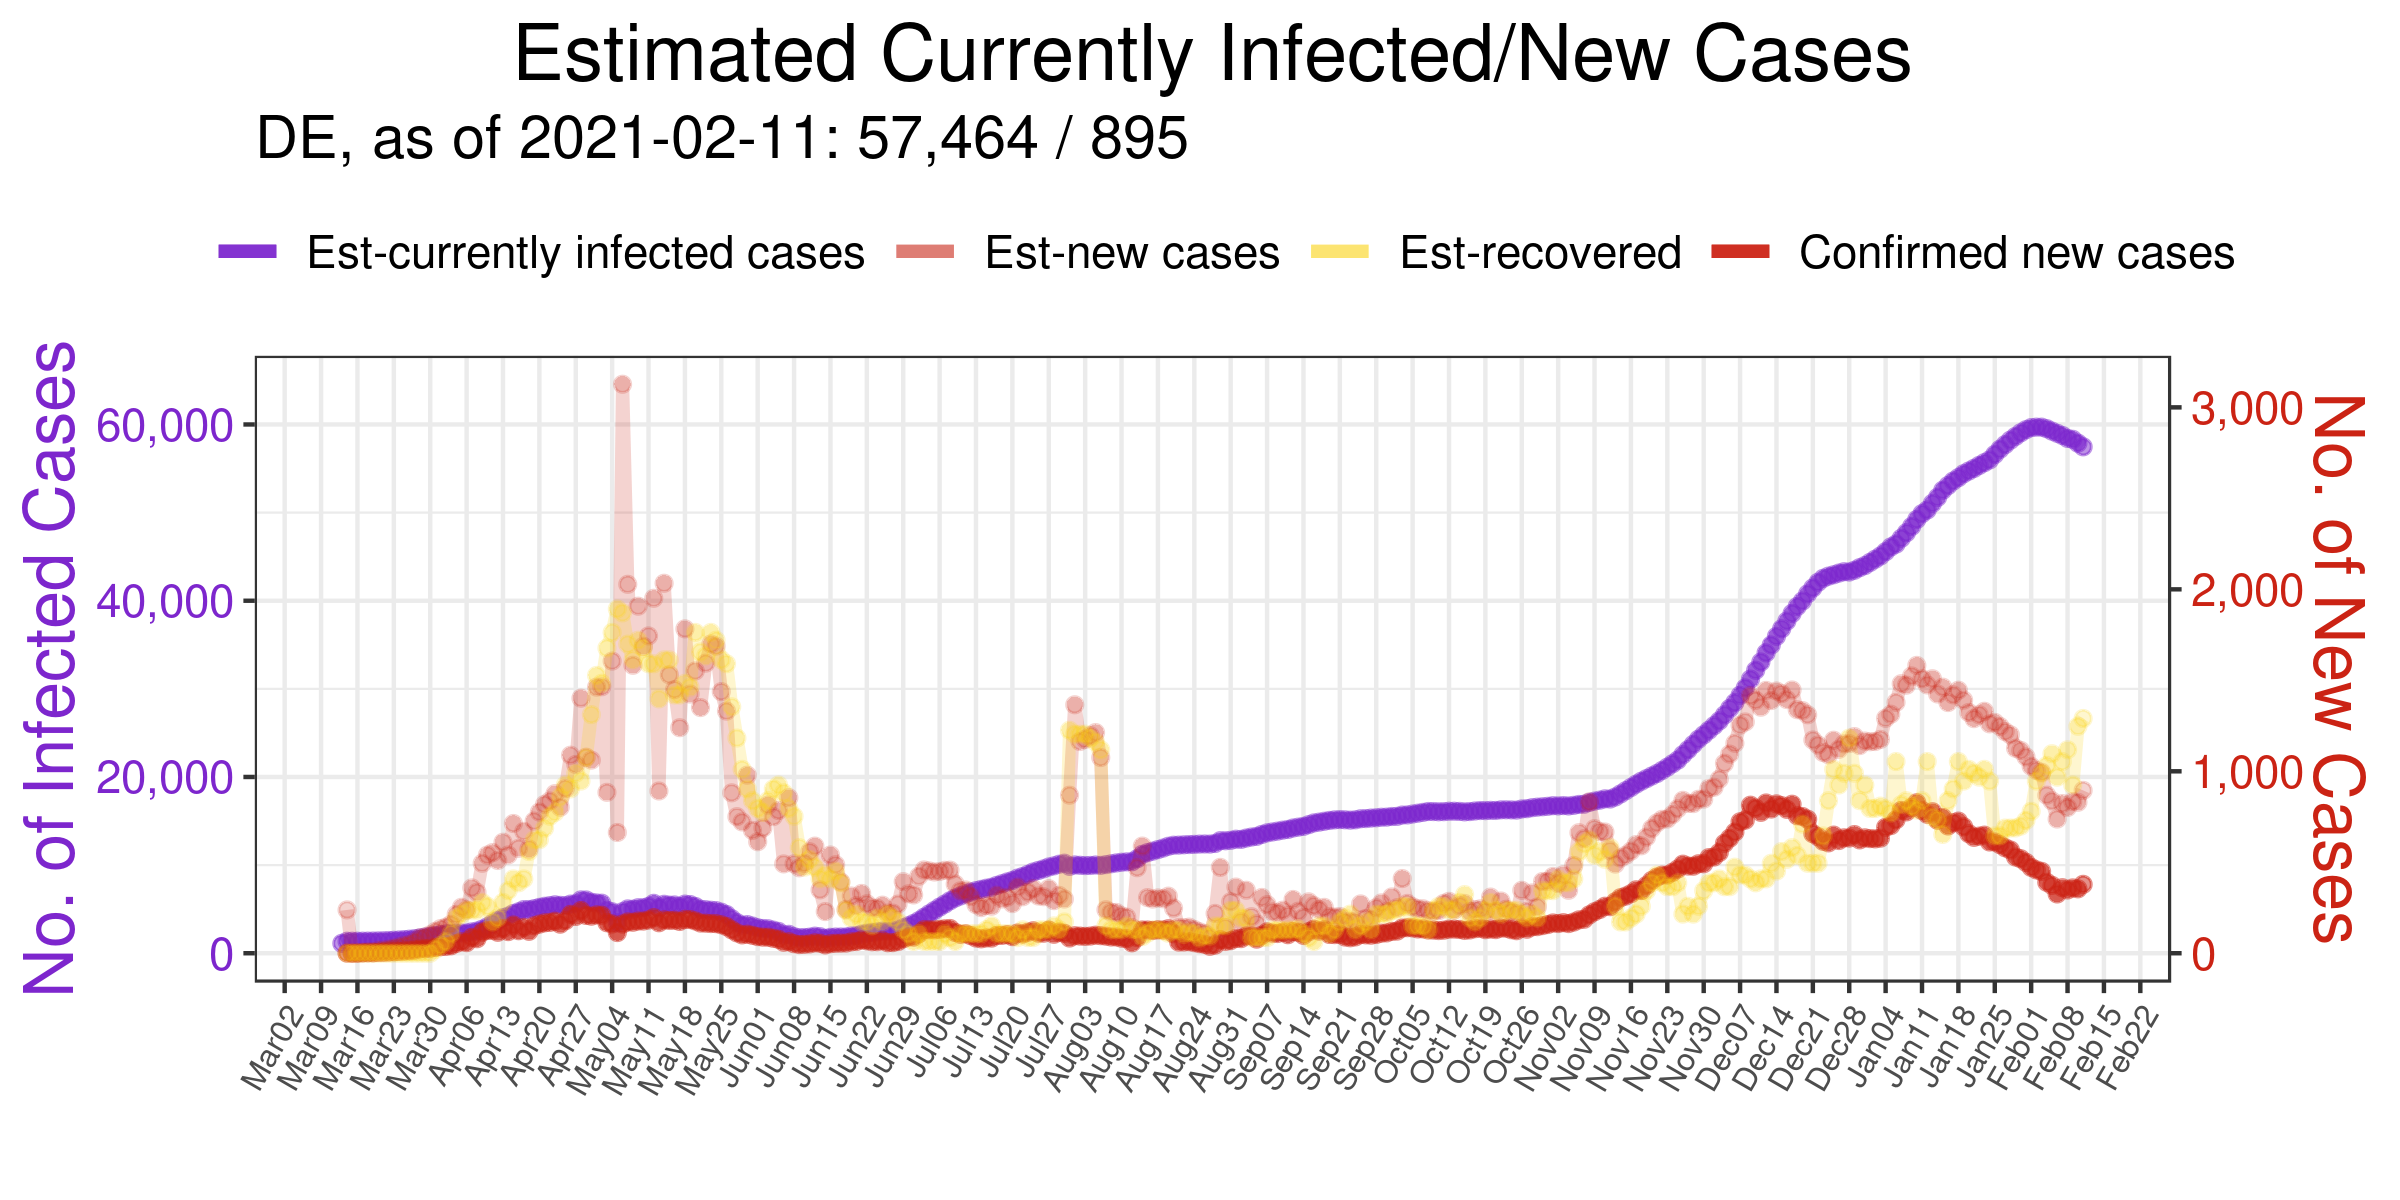 Estimated Currently Infected/New Cases
DE, as of 2021-02-11: 57,464 / 895
Est-currently infected cases Est-new cases Est-recovered Confirmed new cases
No. of Infected Cases
60,000
40,000
20,000
0
3,000
2,000
1,000
0
No. of New Cases
Mar02 Mar09 Mar16 Mar23 Mar30 Apr06 Apr13 Apr20 Apr27 May04 May11 May18 May25 Jun01 Jun08 Jun15 Jun22 Jun29 Jul06 Jul13 Jul20 Jul27 Aug03 Aug10 Aug17 Aug24 Aug31 Sep07 Sep14 Sep21 Sep28 Oct05 Oct12 Oct19 Oct26 Nov02 Nov09 Nov16 Nov23 Nov30 Dec07 Dec14 Dec21 Dec28 Jan04 Jan11 Jan18 Jan25 Feb01 Feb08 Feb15 Feb22